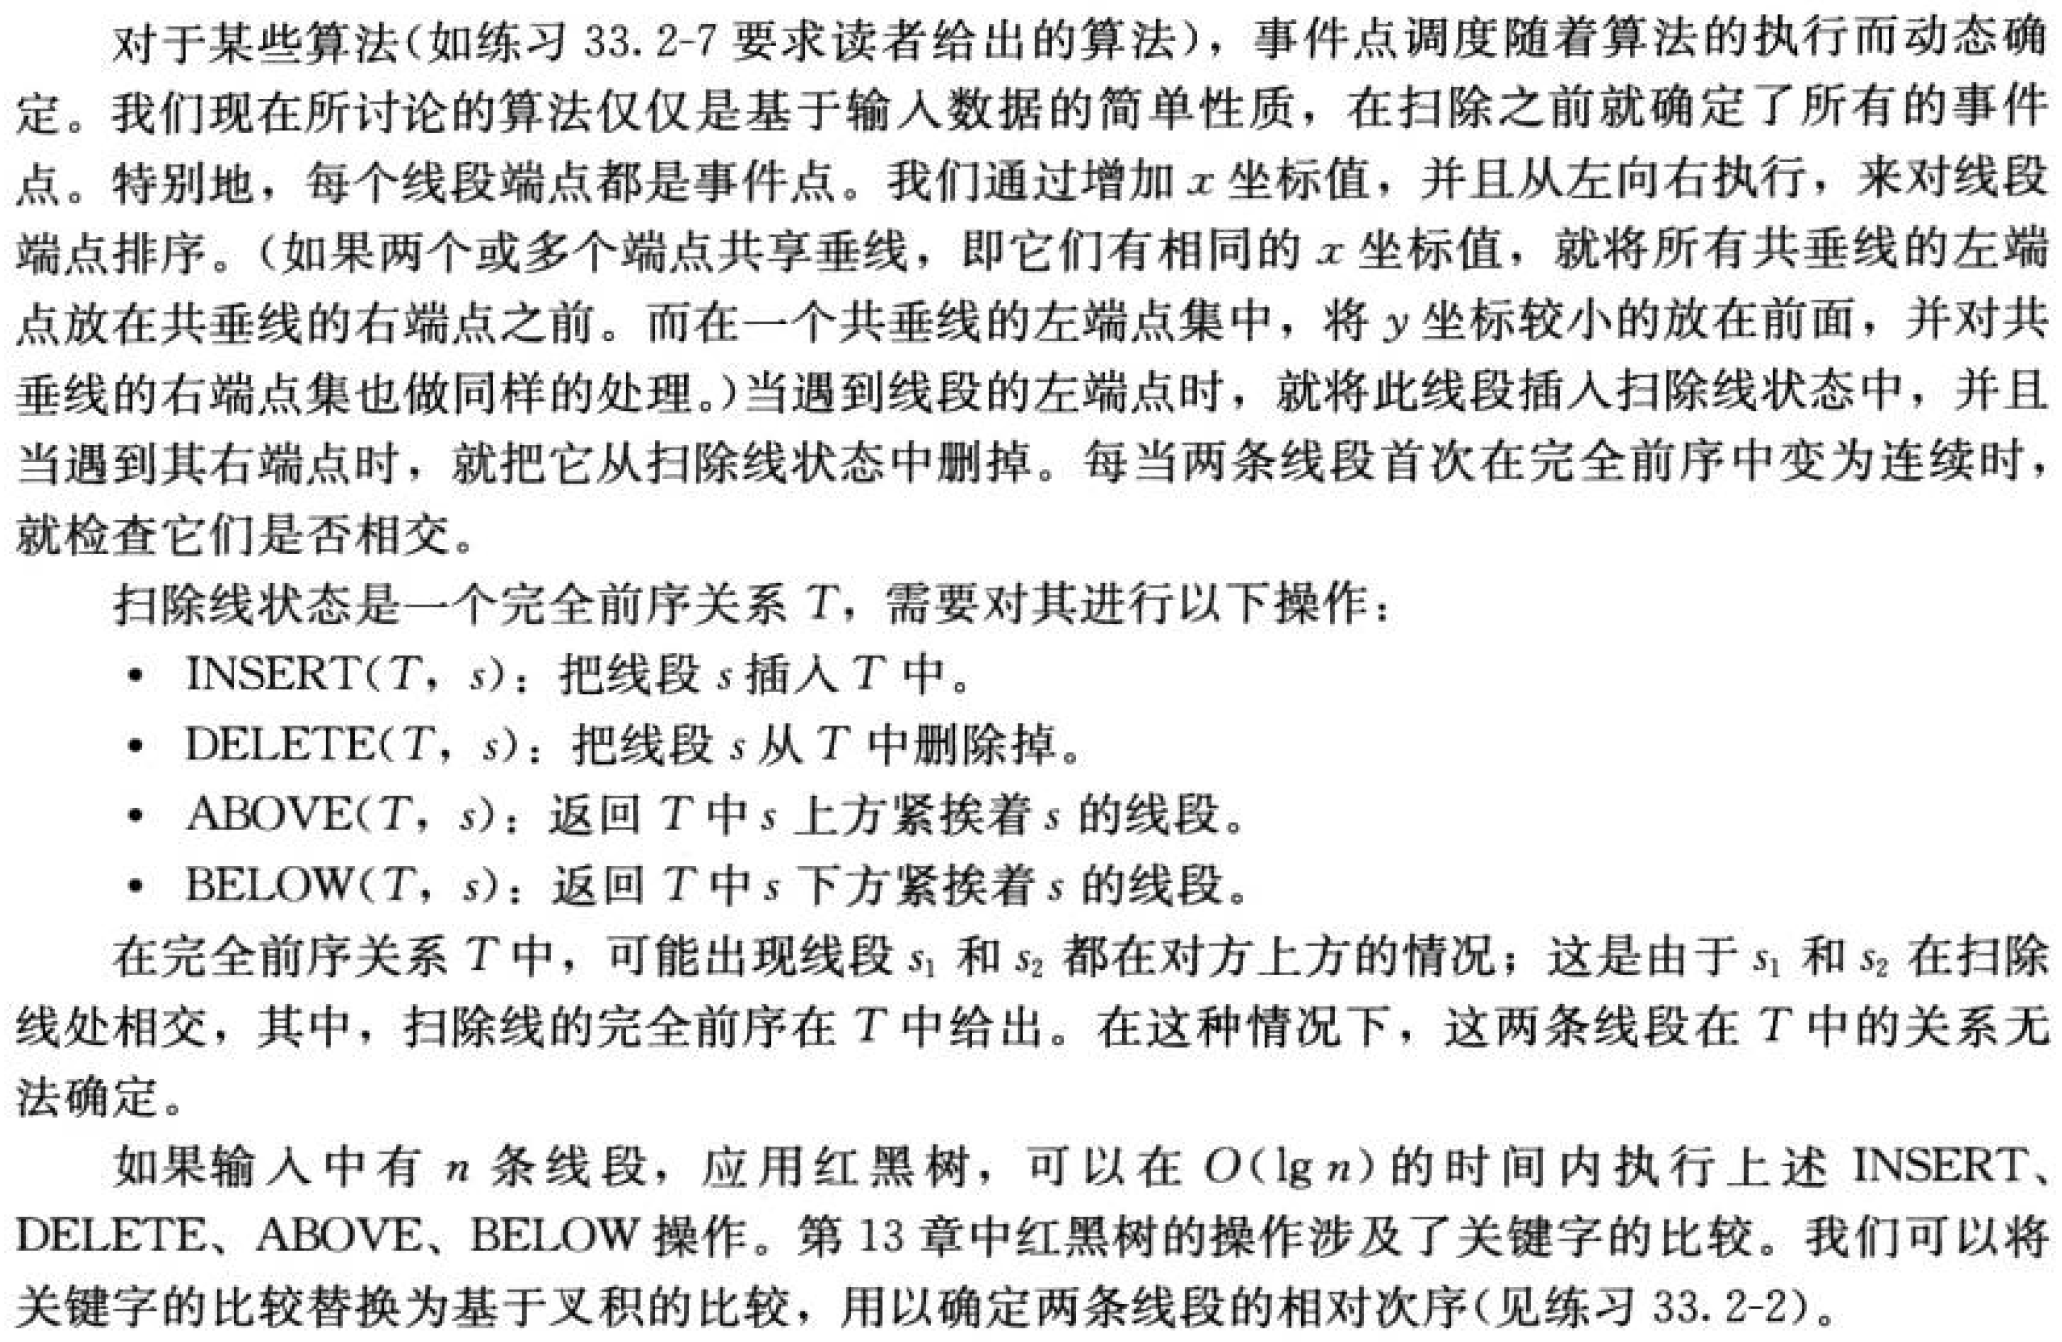 对于某些算法(如练习 33.2-7 要求读者给出的算法)，事件点调度随着算法的执行而动态确
定。我们现在所讨论的算法仅仅是基于输入数据的简单性质，在扫除之前就确定了所有的事件
点。特别地，每个线段端点都是事件点。我们通过增加 x 坐标值，并且从左向右执行，来对线段
端点排序。(如果两个或多个端点共享垂线，即它们有相同的 x 坐标值，就将所有共垂线的左端
点放在共垂线的右端点之前。而在一个共垂线的左端点集中，将 y 坐标较小的放在前面，并对共
垂线的右端点集也做同样的处理。)当遇到线段的左端点时，就将此线段插入扫除线状态中，并且
当遇到其右端点时，就把它从扫除线状态中删掉。每当两条线段首次在完全前序中变为连续时，
就检查它们是否相交。
扫除线状态是一个完全前序关系 T，需要对其进行以下操作：
• INSERT(T，s)：把线段 s 插入 T 中。
• DELETE(T，s)：把线段 s 从 T 中删除掉。
• ABOVE(T，s)：返回 T 中 s 上方紧挨着 s 的线段。
• BELOW(T，s)：返回 T 中 s 下方紧挨着 s 的线段。
在完全前序关系 T 中，可能出现线段 s₁ 和 s₂ 都在对方上方的情况；这是由于 s₁ 和 s₂ 在扫除
线处相交，其中，扫除线的完全前序在 T 中给出。在这种情况下，这两条线段在 T 中的关系无
法确定。
如果输入中有 n 条线段，应用红黑树，可以在 O(lg n)的时间内执行上述 INSERT、
DELETE、ABOVE、BELOW 操作。第 13 章中红黑树的操作涉及了关键字的比较。我们可以将
关键字的比较替换为基于叉积的比较，用以确定两条线段的相对次序(见练习 33.2-2)。